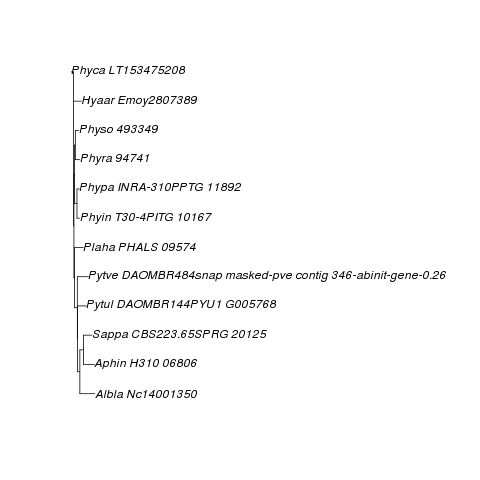 Phyca LT153475208
Hyaar Emoy2807389
Physo 493349
Phyra 94741
Phypa INRA-310PPTG 11892
Phyin T30-4PITG 10167
Plaha PHALS 09574
Pytve DAOMBR484snap masked-pve contig 346-abinit-gene-0.26
Pytul DAOMBR144PYU1 G005768
Sappa CBS223.65SPRG 20125
Aphin H310 06806
Albla Nc14001350